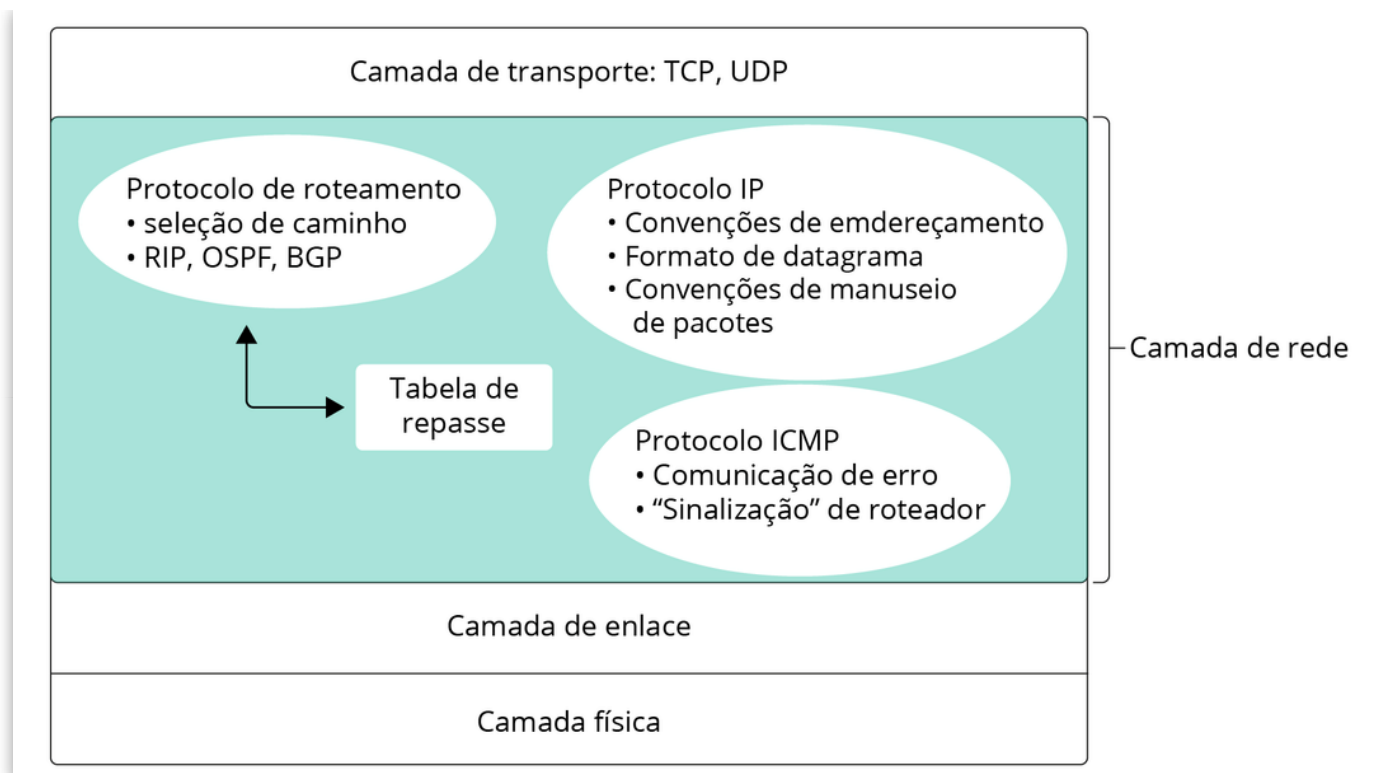 Camada de transporte: TCP, UDP
Protocolo de roteamento
• seleção de caminho
• RIP, OSPF, BGP
Protocolo IP
• Convenções de emdereçamento
• Formato de datagrama
• Convenções de manuseio
de pacotes
Camada de rede
Tabela de
repasse
Protocolo ICMP
• Comunicação de erro
• “Sinalização” de roteador
Camada de enlace
Camada física